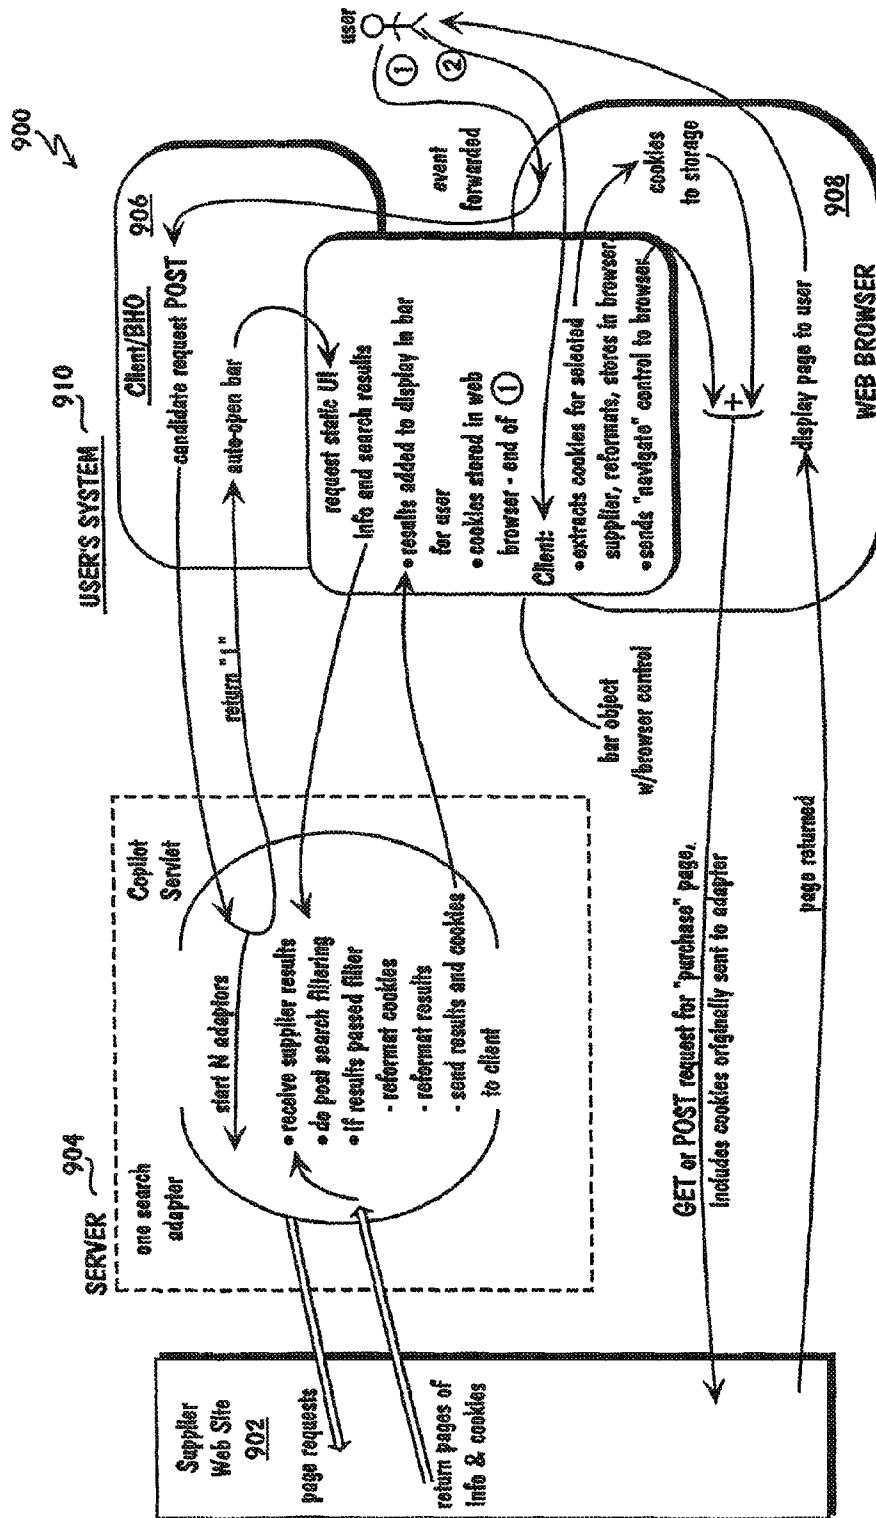 900
SERVER
904
USER'S SYSTEM
910
user
1
2
Supplier
Web Site
902
page requests
return pages of
info & cookies
one search
adapter
Copilot
Servlet
start N adaptors
• receive supplier results
• do post search filtering
• if results passed filter
- reformat cookies
- reformat results
- send results and cookies
to client
return "1"
Client/BHO
906
candidate request POST
auto-open bar
event
forwarded
request static UI
info and search results
• results added to display in bar
for user
• cookies stored in web
browser - end of 1
Client:
• extracts cookies for selected
supplier, reformats, stores in browser,
• sends "navigate" control to browser
bar object
w/browser control
cookies
to storage
+
908
display page to user
WEB BROWSER
GET or POST request for "purchase" page,
includes cookies originally sent to adapter
page returned